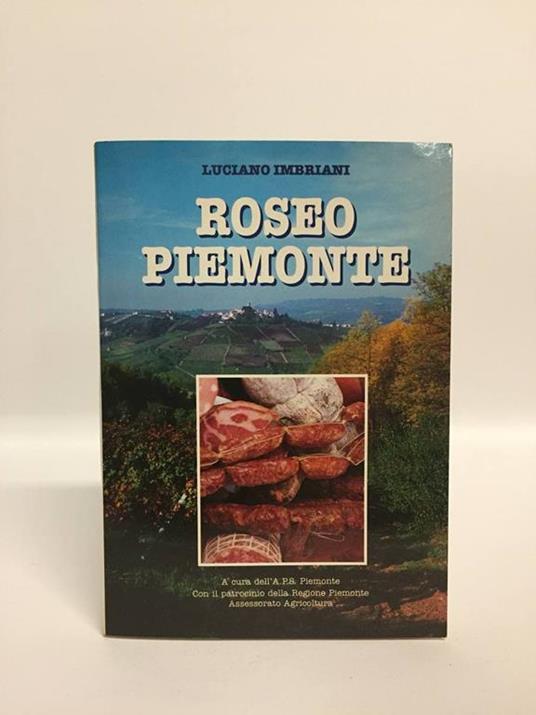 LUCIANO IMBRIANI
ROSEO
PIEMONTE
A cura dell'A.P.S. Piemonte
Con il patrocinio della Regione Piemonte
Assessorato Agricoltura